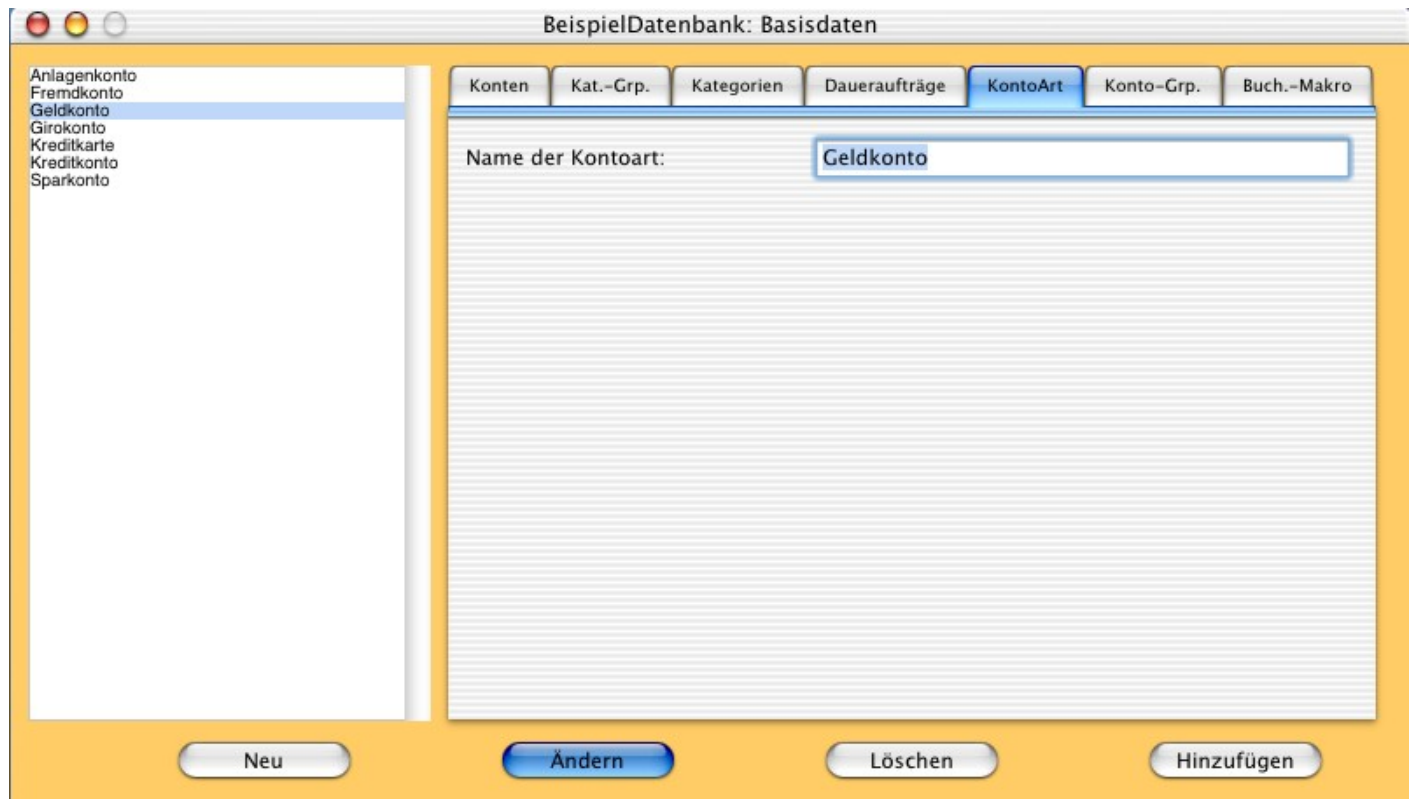 BeispielDatenbank: Basisdaten
Anlagenkonto
Fremdkonto
Geldkonto
Girokonto
Kreditkarte
Kreditkonto
Sparkonto
Konten Kat.-Grp. Kategorien Daueraufträge KontoArt Konto-Grp. Buch.-Makro
Name der Kontoart: Geldkonto
Neu Ändern Löschen Hinzufügen